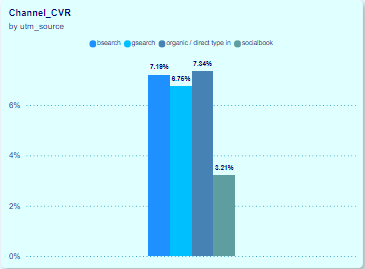 Channel_CVR
by utm_source
bsearch gsearch organic / direct type in socialbook
7.19% 6.76% 7.34% 3.21%
6%
4%
2%
0%